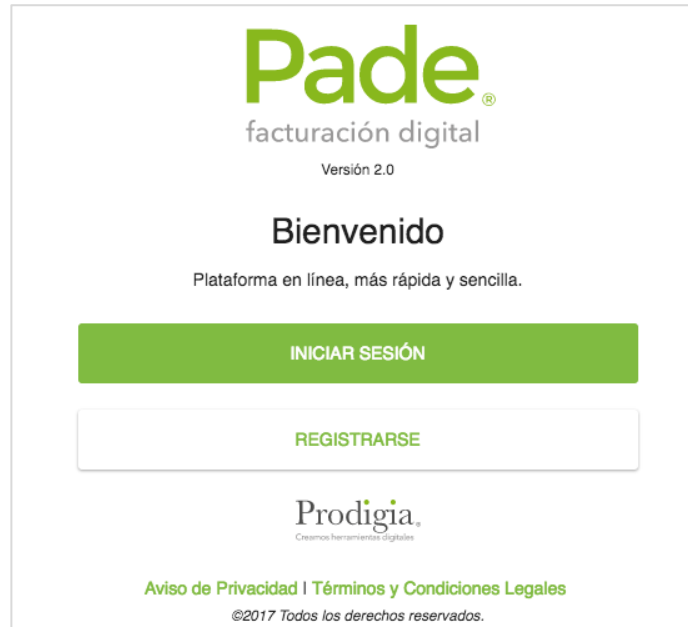 Pade®
facturación digital
Versión 2.0
Bienvenido
Plataforma en línea, más rápida y sencilla.
INICIAR SESIÓN
REGISTRARSE
Prodigia®
Creamos herramientas digitales
Aviso de Privacidad | Términos y Condiciones Legales
©2017 Todos los derechos reservados.